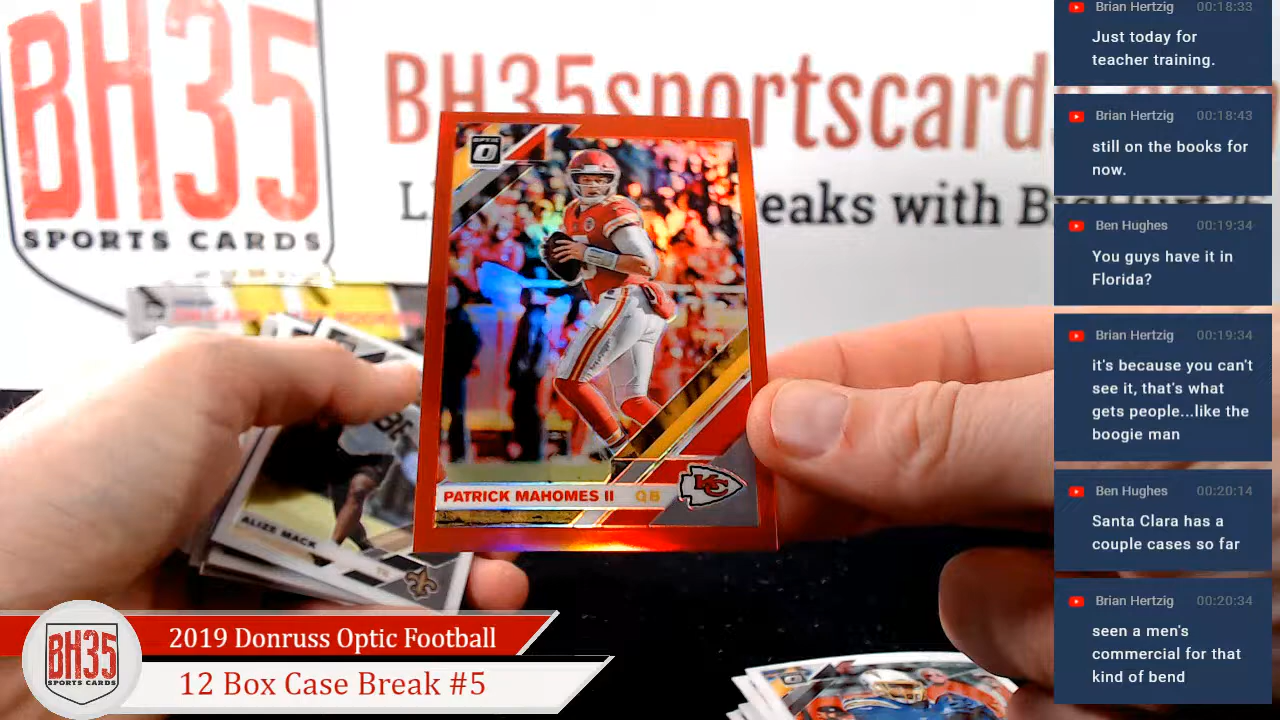 BH35
SPORTS CARDS
BH35sportscard
eaks with B
OPTIC
PATRICK MAHOMES II QB
KC
ALIZE MACK
TE
BH35
SPORTS CARDS
2019 Donruss Optic Football
12 Box Case Break #5
Brian Hertzig 00:18:33
Just today for
teacher training.
Brian Hertzig 00:18:43
still on the books for
now.
Ben Hughes 00:19:34
You guys have it in
Florida?
Brian Hertzig 00:19:34
it's because you can't
see it, that's what
gets people...like the
boogie man
Ben Hughes 00:20:14
Santa Clara has a
couple cases so far
Brian Hertzig 00:20:34
seen a men's
commercial for that
kind of bend